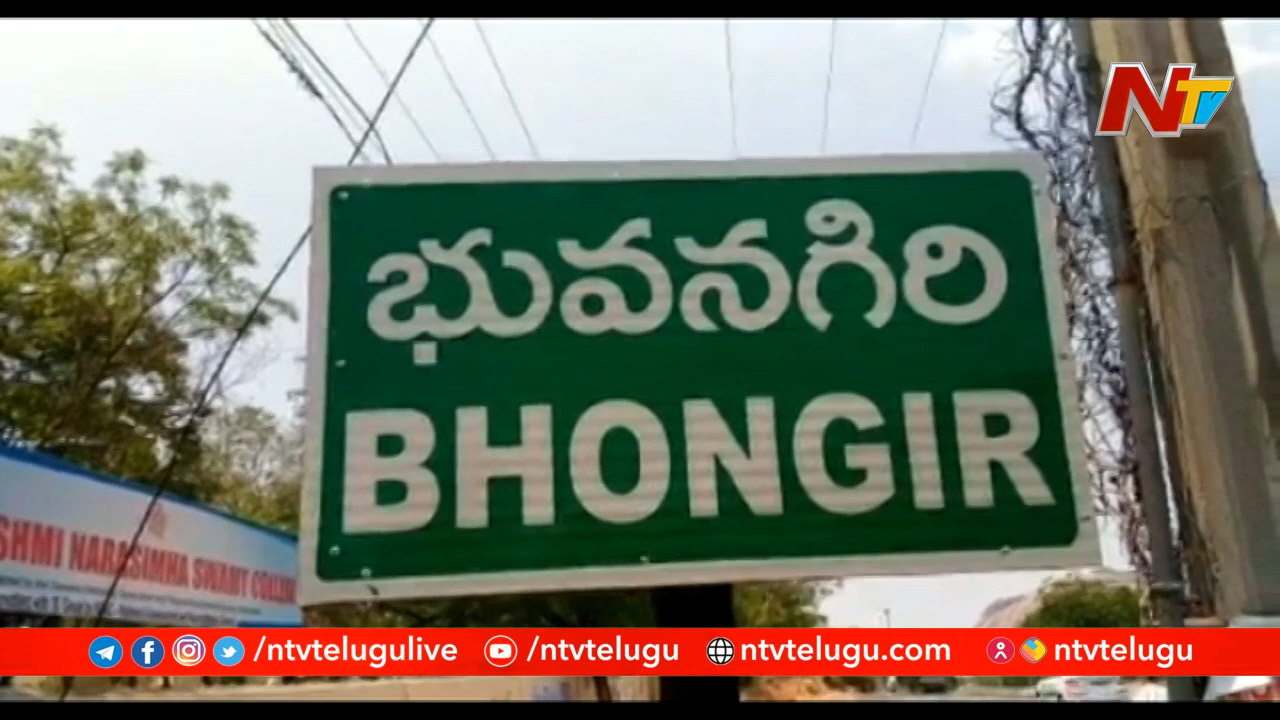 NTV
భువనగిరి
BHONGIR
SHMI NARASIMHA SWAMY COLLE
/ntvtelugulive /ntvtelugu ntvtelugu.com ntvtelugu